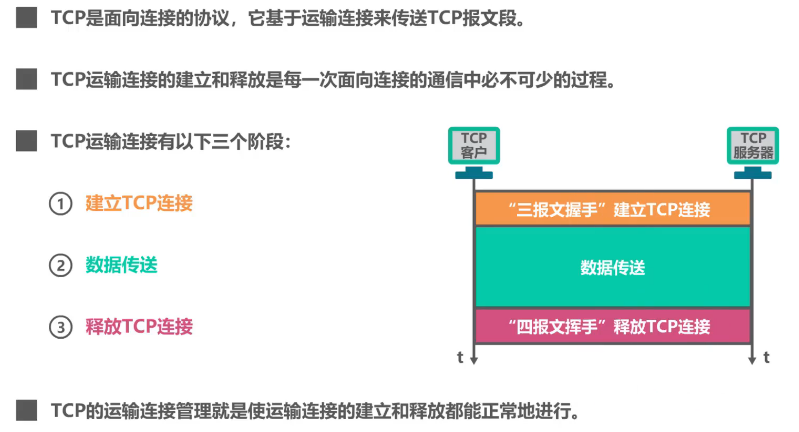 TCP是面向连接的协议，它基于运输连接来传送TCP报文段。
TCP运输连接的建立和释放是每一次面向连接的通信中必不可少的过程。
TCP运输连接有以下三个阶段：
① 建立TCP连接
② 数据传送
③ 释放TCP连接
TCP
客户
TCP
服务器
“三报文握手”建立TCP连接
数据传送
“四报文挥手”释放TCP连接
t
t
TCP的运输连接管理就是使运输连接的建立和释放都能正常地进行。